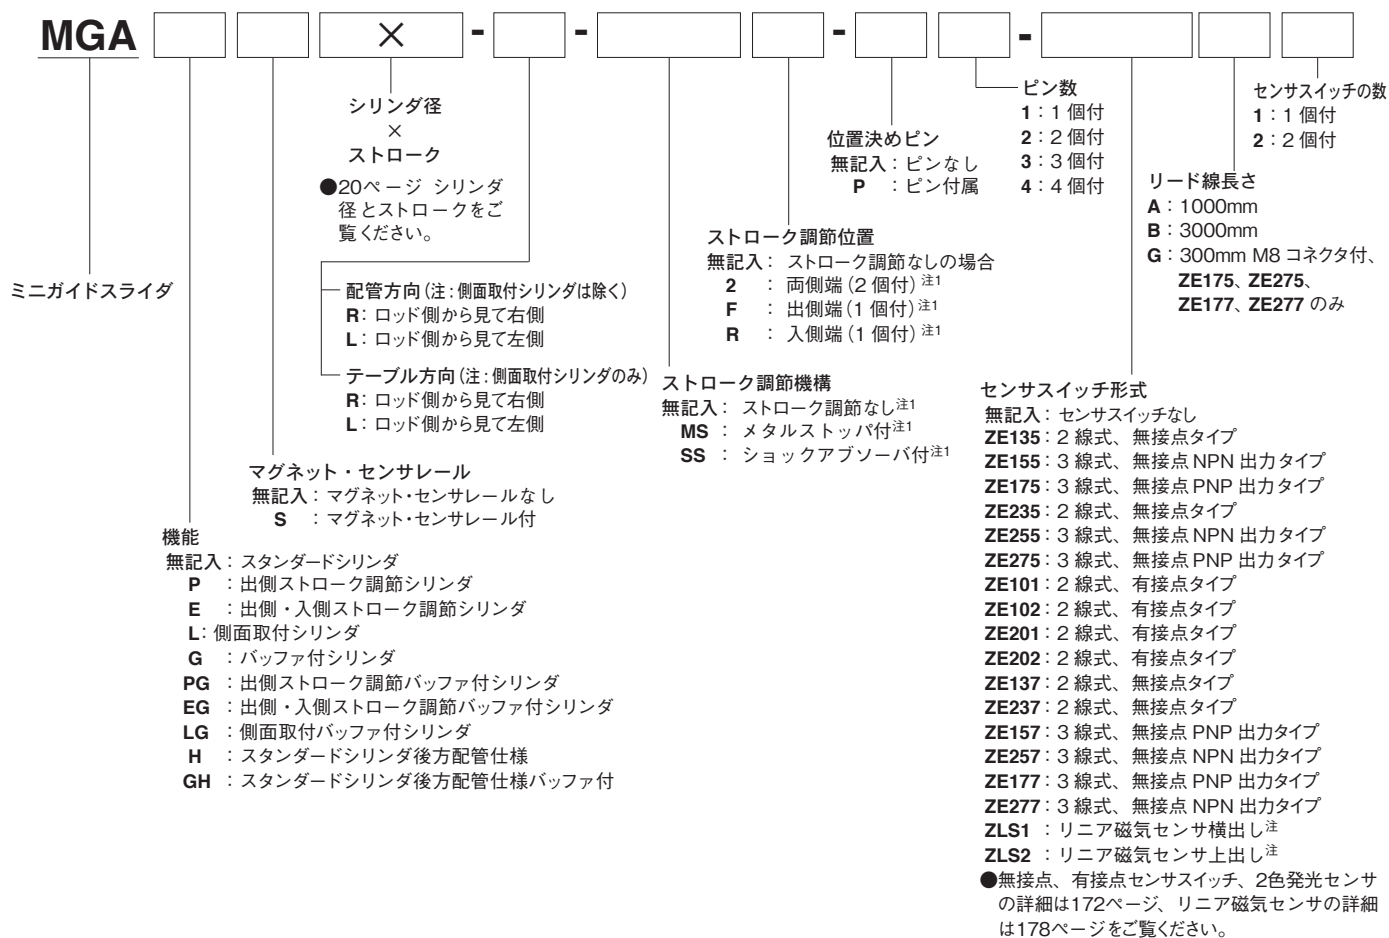 MGA × - - - -
シリンダ径
×
ストローク
●20ページ シリンダ
径とストロークをご
覧ください。
ミニガイドスライダ
配管方向(注:側面取付シリンダは除く)
R:ロッド側から見て右側
L:ロッド側から見て左側
テーブル方向(注:側面取付シリンダのみ)
R:ロッド側から見て右側
L:ロッド側から見て左側
マグネット・センサレール
無記入:マグネット・センサレールなし
S :マグネット・センサレール付
機能
無記入:スタンダードシリンダ
P :出側ストローク調節シリンダ
E :出側・入側ストローク調節シリンダ
L:側面取付シリンダ
G :バッファ付シリンダ
PG :出側ストローク調節バッファ付シリンダ
EG :出側・入側ストローク調節バッファ付シリンダ
LG :側面取付バッファ付シリンダ
H :スタンダードシリンダ後方配管仕様
GH :スタンダードシリンダ後方配管仕様バッファ付
ストローク調節機構
無記入: ストローク調節なし注1
MS : メタルストッパ付注1
SS : ショックアブソーバ付注1
ストローク調節位置
無記入: ストローク調節なしの場合
2 : 両側端(2個付)注1
F : 出側端(1個付)注1
R : 入側端(1個付)注1
位置決めピン
無記入:ピンなし
P :ピン付属
ピン数
1:1個付
2:2個付
3:3個付
4:4個付
センサスイッチ形式
無記入:センサスイッチなし
ZE135:2線式、無接点タイプ
ZE155:3線式、無接点 NPN 出力タイプ
ZE175:3線式、無接点 PNP 出力タイプ
ZE235:2線式、無接点タイプ
ZE255:3線式、無接点 NPN 出力タイプ
ZE275:3線式、無接点 PNP 出力タイプ
ZE101:2線式、有接点タイプ
ZE102:2線式、有接点タイプ
ZE201:2線式、有接点タイプ
ZE202:2線式、有接点タイプ
ZE137:2線式、無接点タイプ
ZE237:2線式、無接点タイプ
ZE157:3線式、無接点 PNP 出力タイプ
ZE257:3線式、無接点 NPN 出力タイプ
ZE177:3線式、無接点 PNP 出力タイプ
ZE277:3線式、無接点 NPN 出力タイプ
ZLS1 :リニア磁気センサ横出し注
ZLS2 :リニア磁気センサ上出し注
●無接点、有接点センサスイッチ、2色発光センサ
の詳細は172ページ、リニア磁気センサの詳細
は178ページをご覧ください。
リード線長さ
A:1000mm
B:3000mm
G:300mm M8 コネクタ付、
ZE175、ZE275、
ZE177、ZE277 のみ
センサスイッチの数
1:1個付
2:2個付